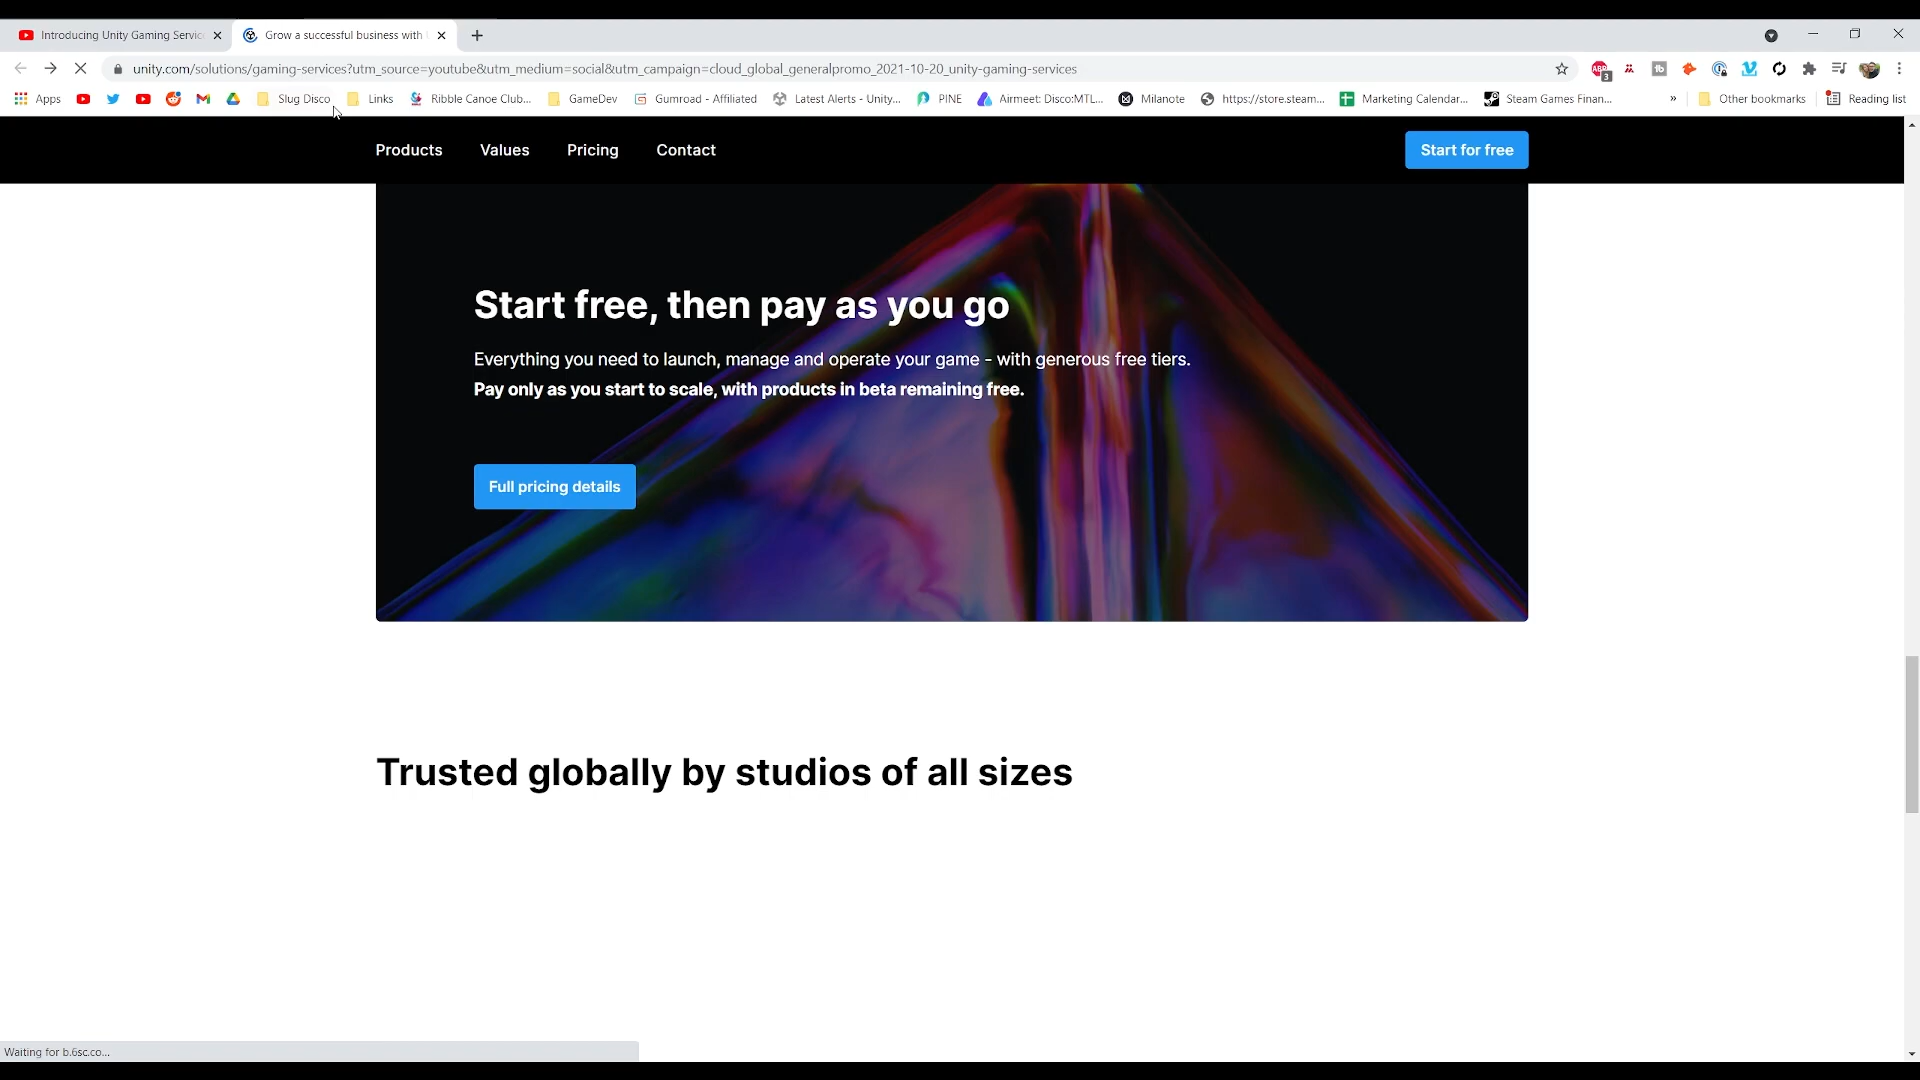 Introducing Unity Gaming Servic
Grow a successful business with
unity.com/solutions/gaming-services?utm_source=youtube&utm_medium=social&utm_campaign=cloud_global_generalpromo_2021-10-20_unity-gaming-services
Apps
Slug Disco
Links
Ribble Canoe Club...
GameDev
Gumroad - Affiliated
Latest Alerts - Unity...
PINE
Airmeet: Disco:MTL...
Milanote
https://store.steam...
Marketing Calendar...
Steam Games Finan...
»
Other bookmarks
Reading list
Products
Values
Pricing
Contact
Start for free
Start free, then pay as you go
Everything you need to launch, manage and operate your game - with generous free tiers.
Pay only as you start to scale, with products in beta remaining free.
Full pricing details
Trusted globally by studios of all sizes
Waiting for b.6sc.co...